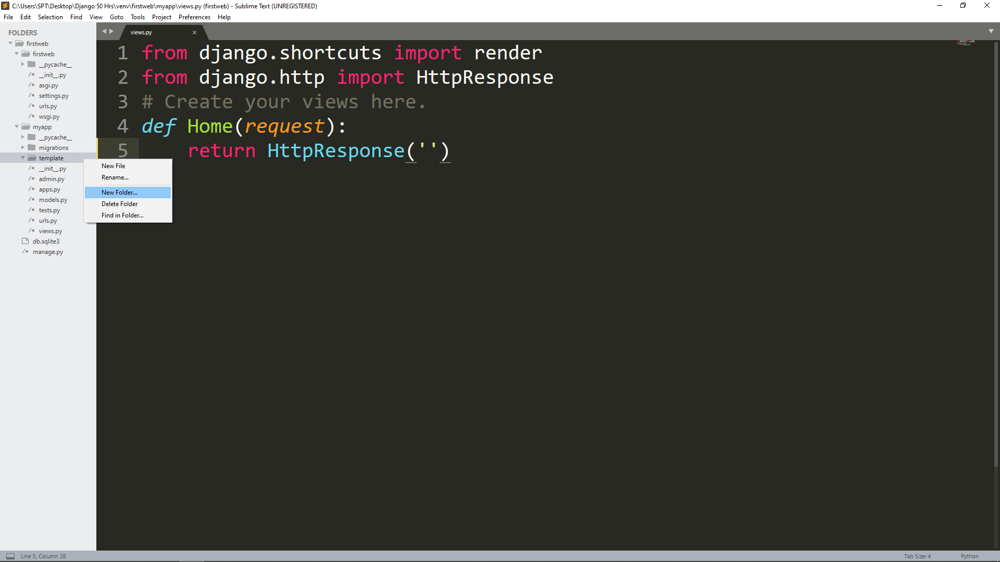 C:\Users\SPT\Desktop\Django 50 Hrs\venv\firstweb\myapp\views.py (firstweb) - Sublime Text (UNREGISTERED)
File Edit Selection Find View Goto Tools Project Preferences Help
FOLDERS
firstweb
firstweb
__pycache__
__init__.py
asgi.py
settings.py
urls.py
wsgi.py
myapp
__pycache__
migrations
template
__init__.py
admin.py
apps.py
models.py
tests.py
urls.py
views.py
db.sqlite3
manage.py
views.py
1 from django.shortcuts import render
2 from django.http import HttpResponse
3 # Create your views here.
4 def Home(request):
5 return HttpResponse('')
New File
Rename...
New Folder...
Delete Folder
Find in Folder...
Line 5, Column 28
Tab Size: 4
Python